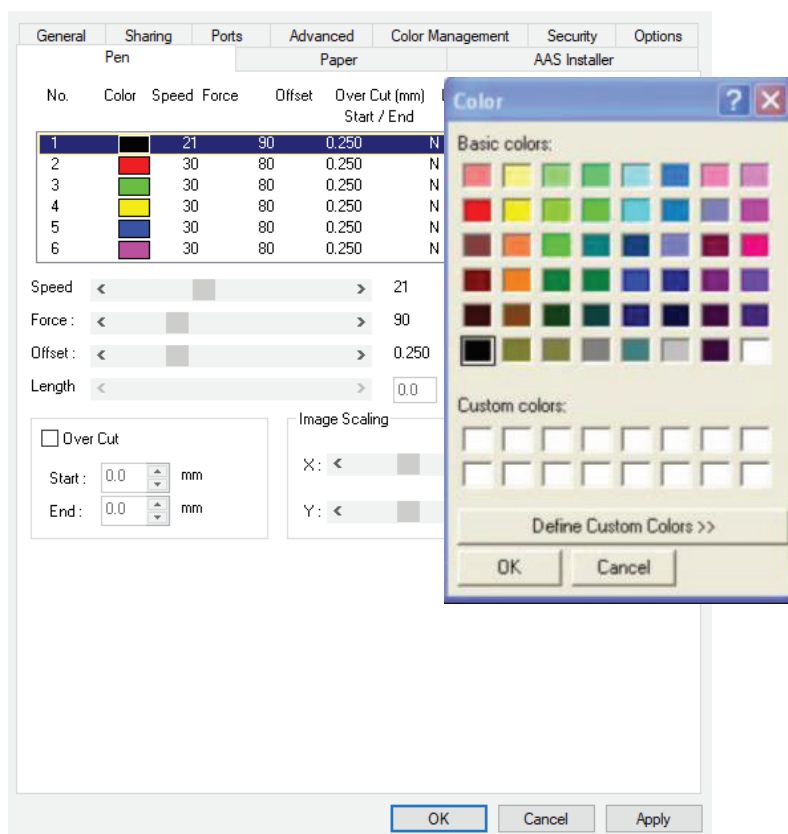 General Sharing Ports Advanced Color Management Security Options
Pen Paper AAS Installer
No. Color Speed Force Offset Over Cut (mm)
Start / End
1 21 90 0.250 N
2 30 80 0.250 N
3 30 80 0.250 N
4 30 80 0.250 N
5 30 80 0.250 N
6 30 80 0.250 N
Speed 21
Force : 90
Offset : 0.250
Length 0.0
Over Cut
Start : 0.0 mm
End : 0.0 mm
Image Scaling
X :
Y :
Color
Basic colors:
Custom colors:
Define Custom Colors >>
OK Cancel
OK Cancel Apply